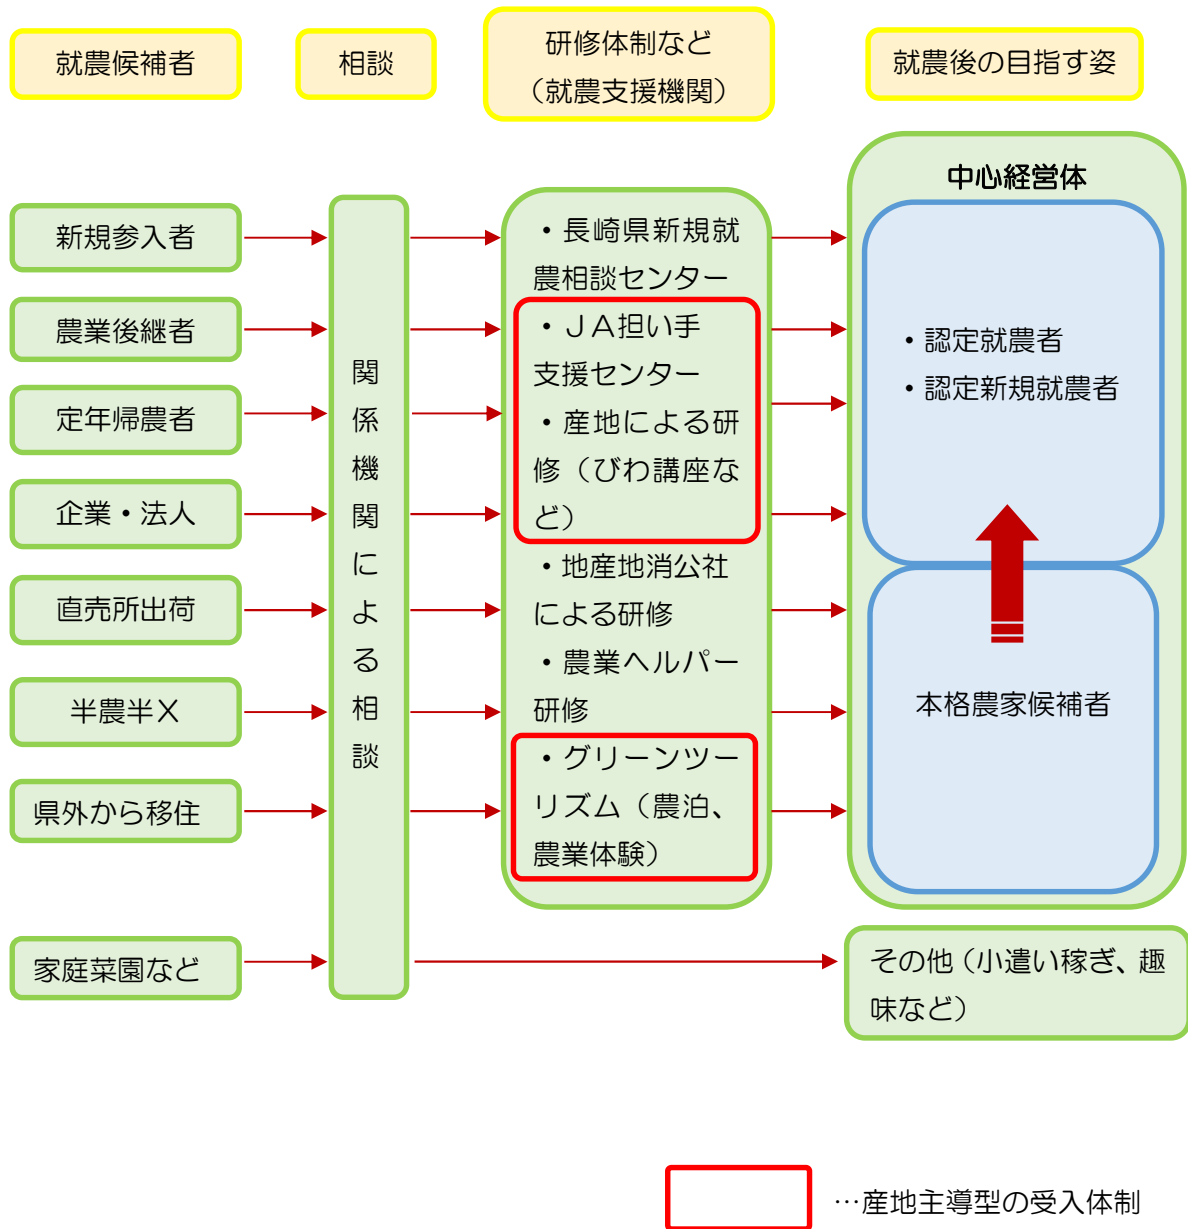 就農候補者
相談
研修体制など
（就農支援機関）
就農後の目指す姿
新規参入者
農業後継者
定年帰農者
企業・法人
直売所出荷
半農半X
県外から移住
家庭菜園など
関係機関による相談
・長崎県新規就
農相談センター
・ＪＡ担い手
支援センター
・産地による研
修（びわ講座な
ど）
・地産地消公社
による研修
・農業ヘルパー
研修
・グリーンツー
リズム（農泊、
農業体験）
中心経営体
・認定就農者
・認定新規就農者
本格農家候補者
その他（小遣い稼ぎ、趣
味など）
…産地主導型の受入体制